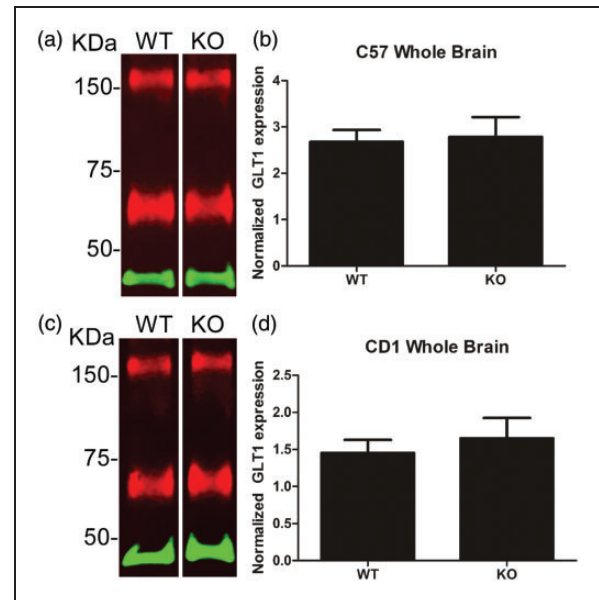 (a) KDa WT KO
150-
75-
50-
(b)
C57 Whole Brain
Normalized GLT1 expression
4
3
2
1
0
WT KO
(c) KDa WT KO
150-
75-
50-
(d)
CD1 Whole Brain
Normalized GLT1 expression
2.5
2.0
1.5
1.0
0.5
0.0
WT KO